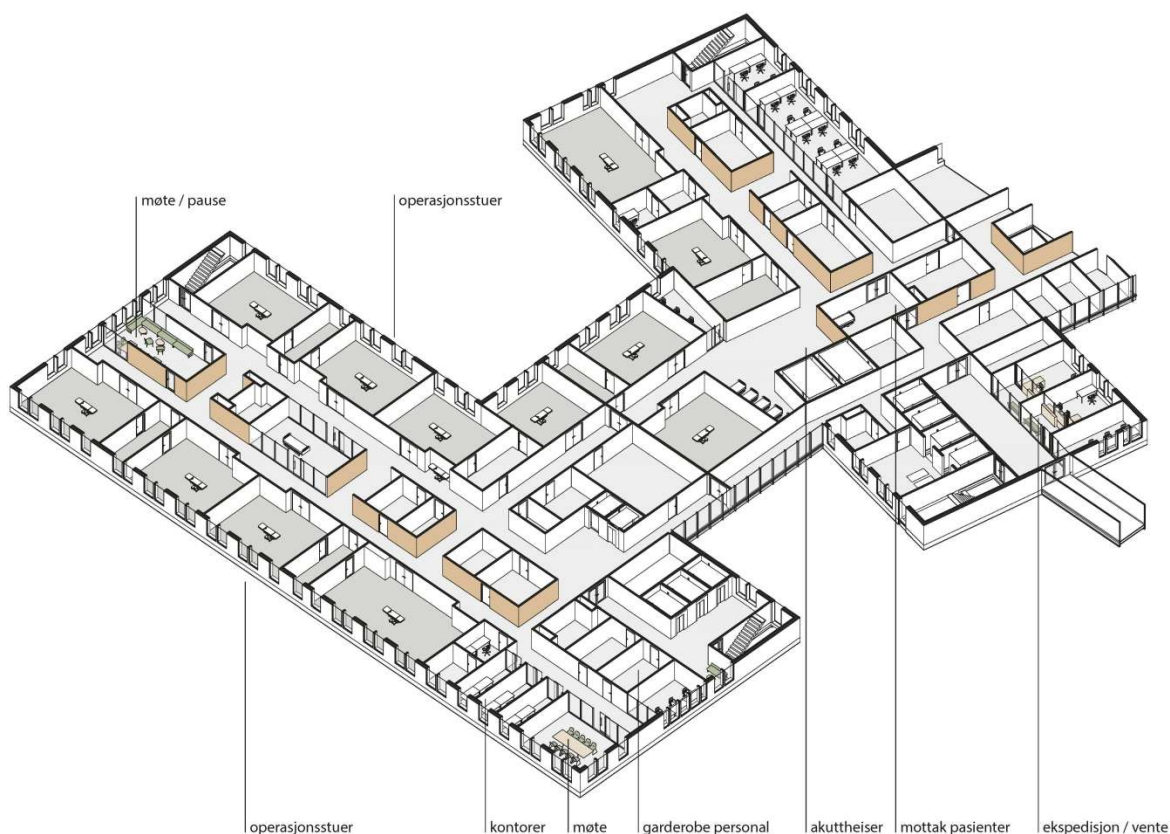 møte / pause
operasjonsstuer
operasjonsstuer
kontorer
møte
garderobe personal
akuttheiser
mottak pasienter
ekspedisjon / vente